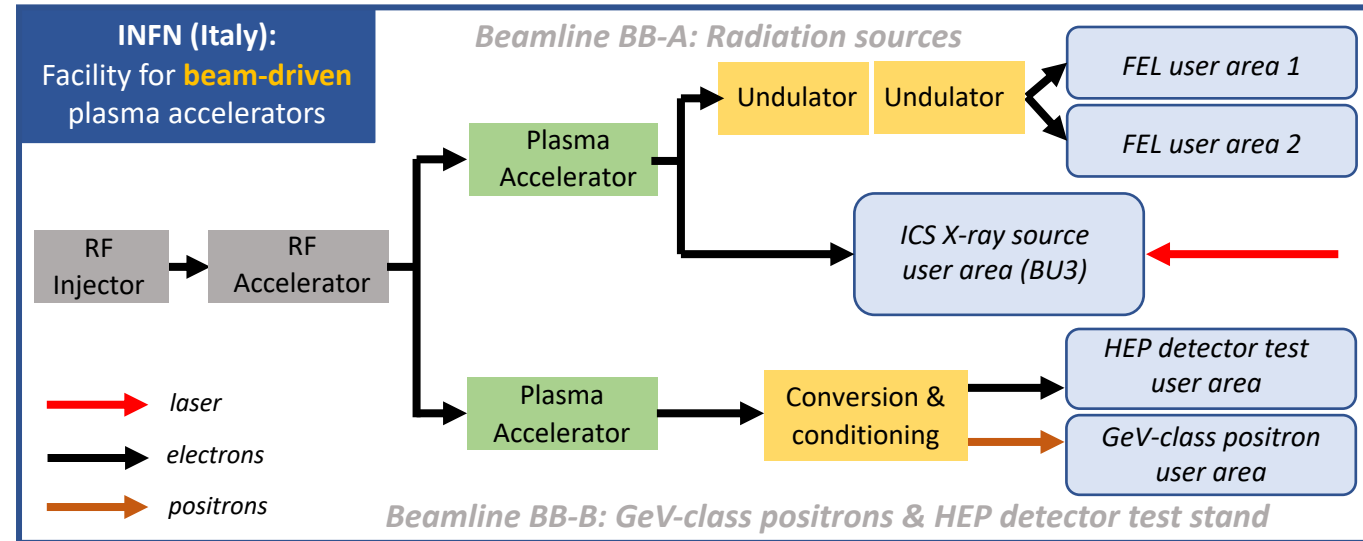 INFN (Italy):
Facility for beam-driven
plasma accelerators
Beamline BB-A: Radiation sources
Undulator
Undulator
FEL user area 1
FEL user area 2
Plasma
Accelerator
ICS X-ray source
user area (BU3)
RF
Injector
RF
Accelerator
HEP detector test
user area
Plasma
Accelerator
Conversion &
conditioning
GeV-class positron
user area
laser
electrons
positrons
Beamline BB-B: GeV-class positrons & HEP detector test stand